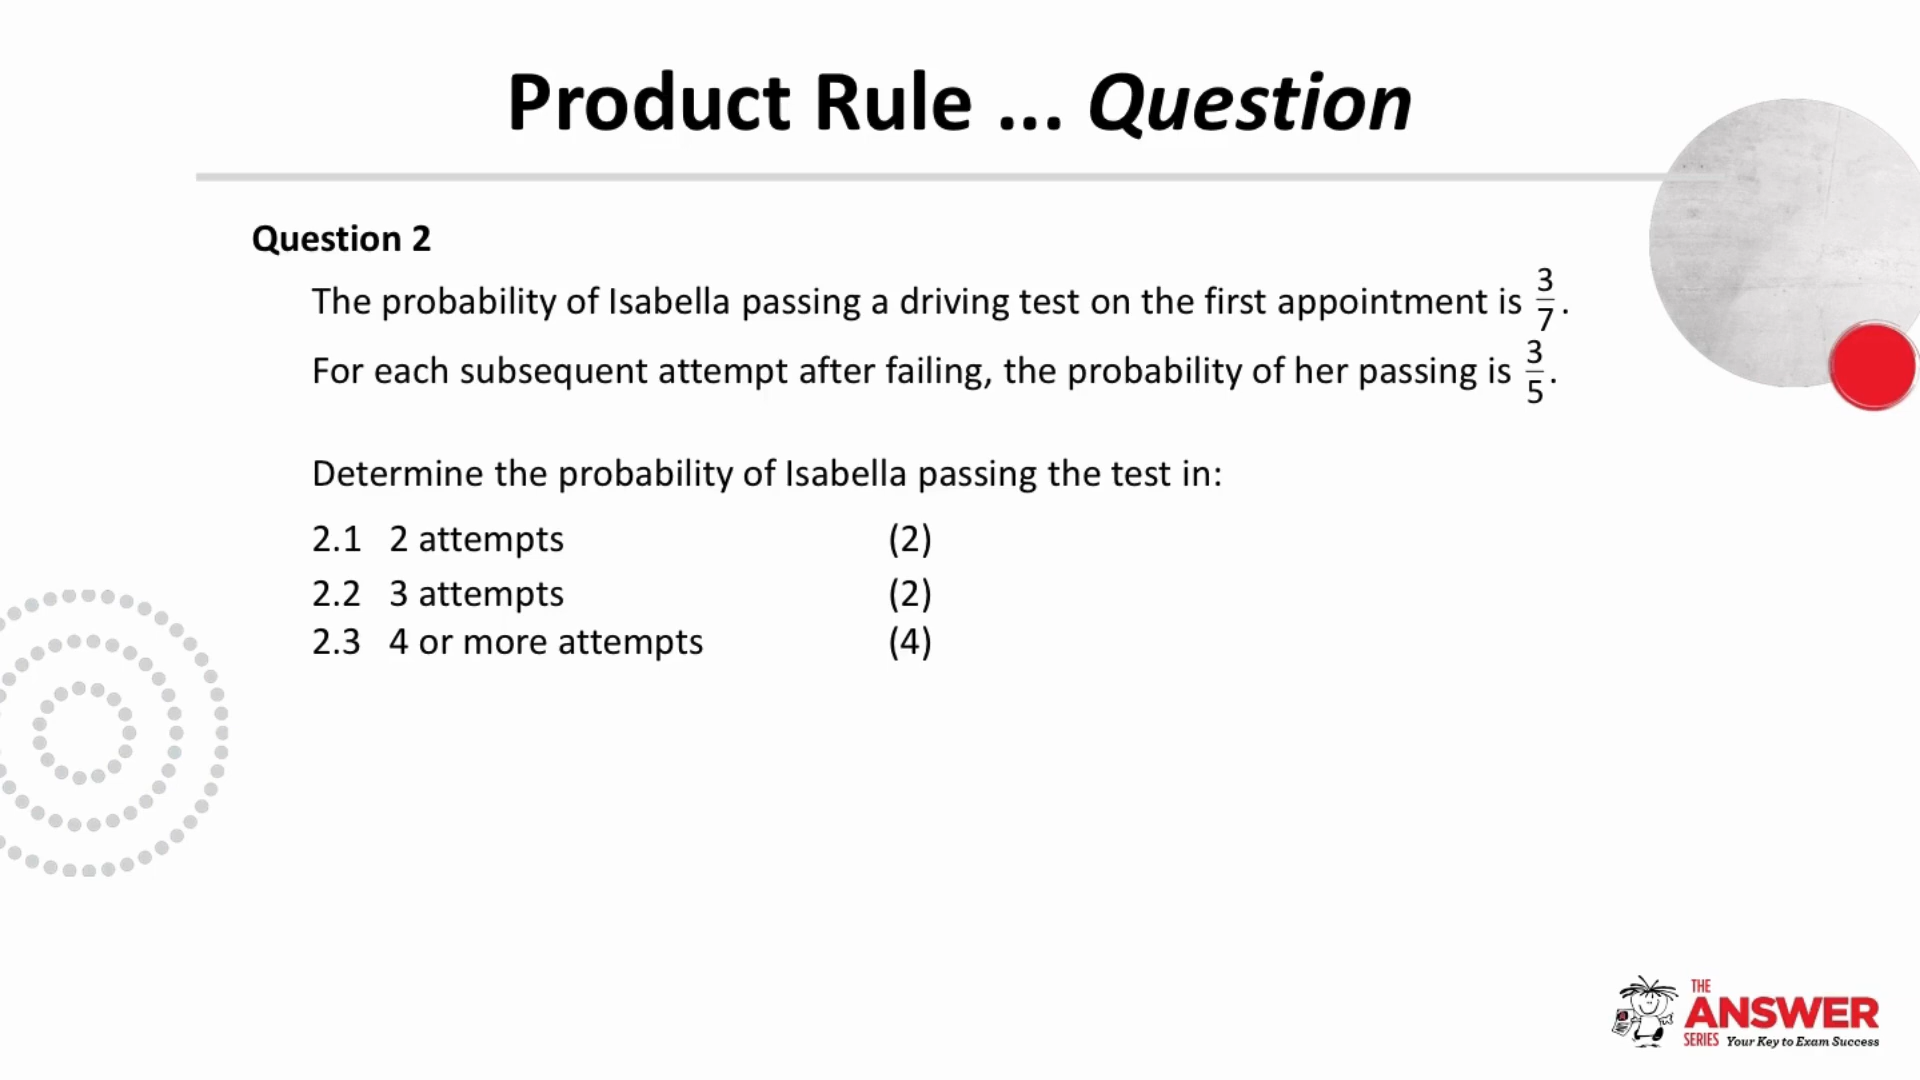 Product Rule ... Question
Question 2
The probability of Isabella passing a driving test on the first appointment is 3/7.
For each subsequent attempt after failing, the probability of her passing is 3/5.
Determine the probability of Isabella passing the test in:
2.1 2 attempts (2)
2.2 3 attempts (2)
2.3 4 or more attempts (4)
THE
ANSWER
SERIES Your Key to Exam Success